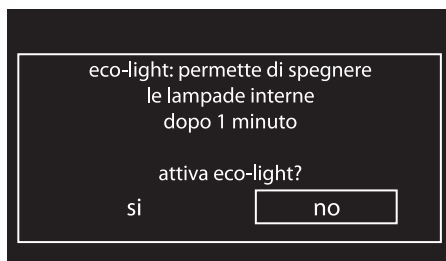 eco-light: permette di spegnere
le lampade interne
dopo 1 minuto
attiva eco-light?
si no